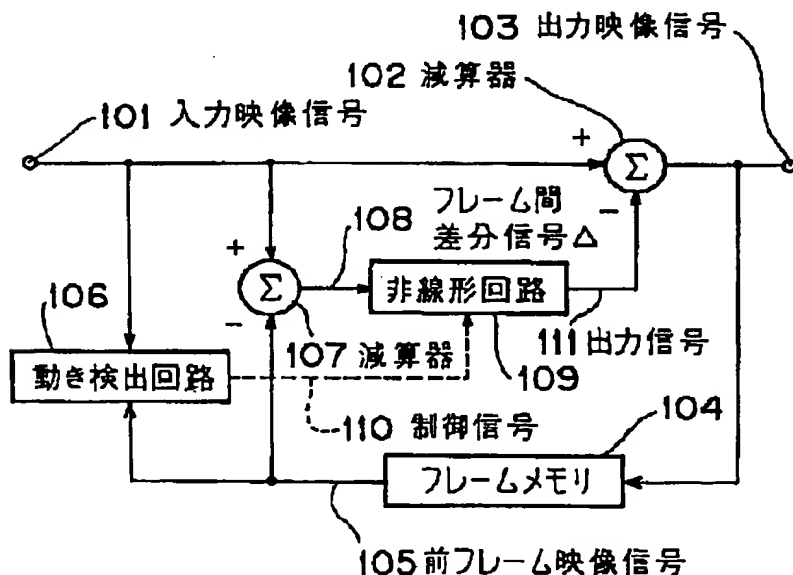 103 出力映像信号
102 減算器
101 入力映像信号
+
Σ
−
フレーム間
差分信号△
108
+
Σ
−
非線形回路
106
107 減算器
111 出力信号
109
動き検出回路
110 制御信号
104
フレームメモリ
105 前フレーム映像信号